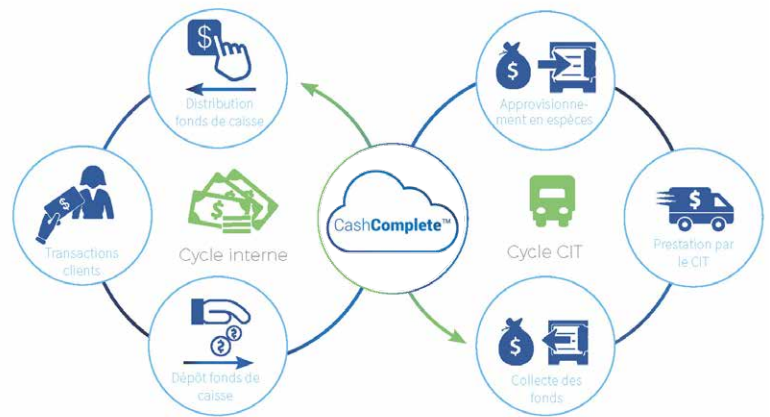 Distribution
fonds de caisse
Approvisionne-
ment en espèces
Transactions
clients
Cycle interne
CashComplete™
Cycle CIT
Prestation par
le CIT
Dépôt fonds de
caisse
Collecte des
fonds